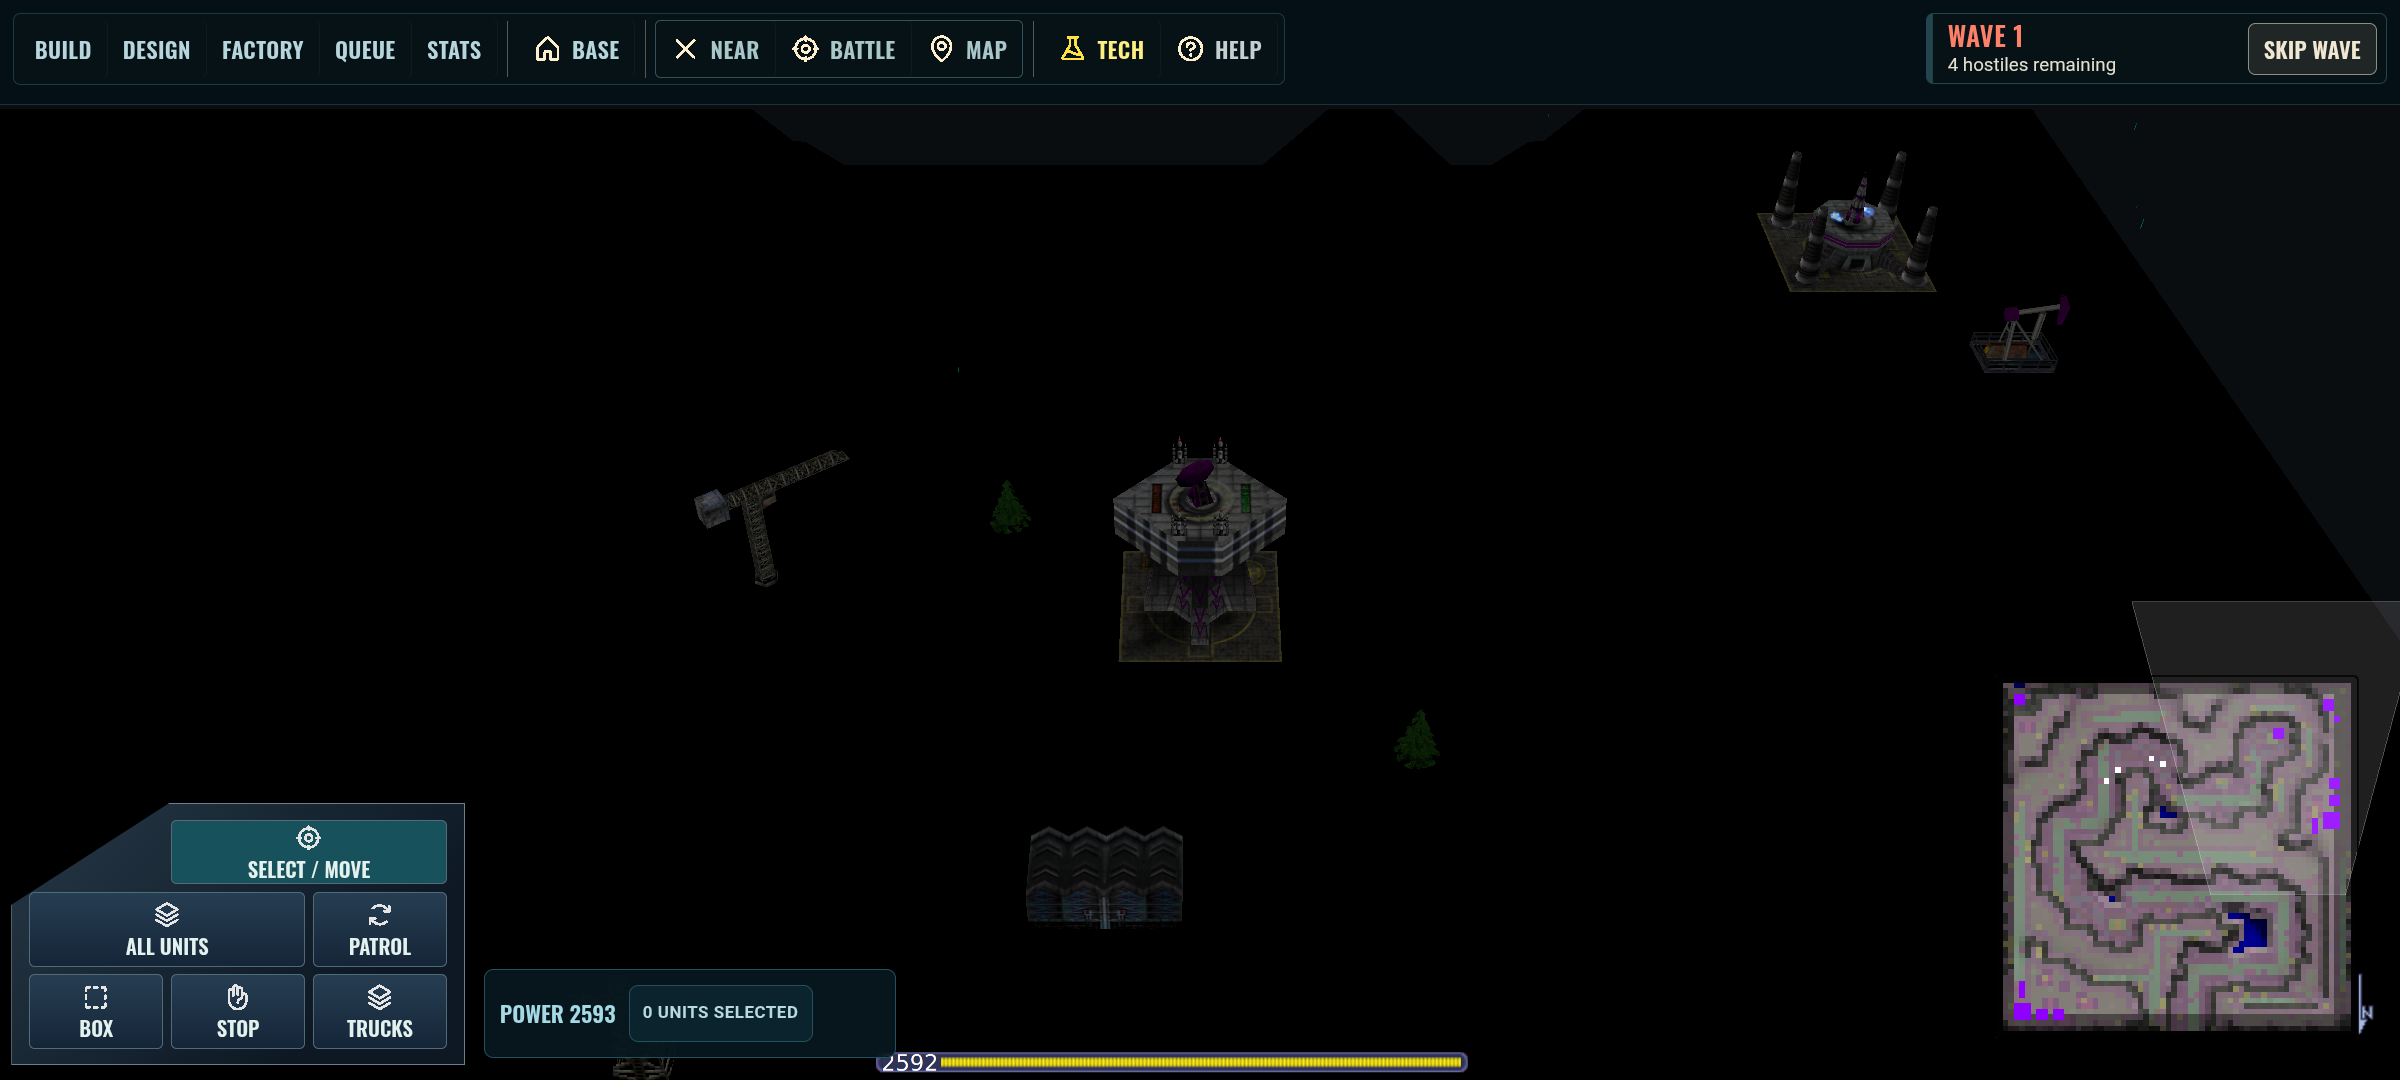 BUILD
DESIGN
FACTORY
QUEUE
STATS
BASE
NEAR
BATTLE
MAP
TECH
HELP
WAVE 1
4 hostiles remaining
SKIP WAVE
SELECT / MOVE
ALL UNITS
PATROL
BOX
STOP
TRUCKS
POWER 2593
0 UNITS SELECTED
2592
N